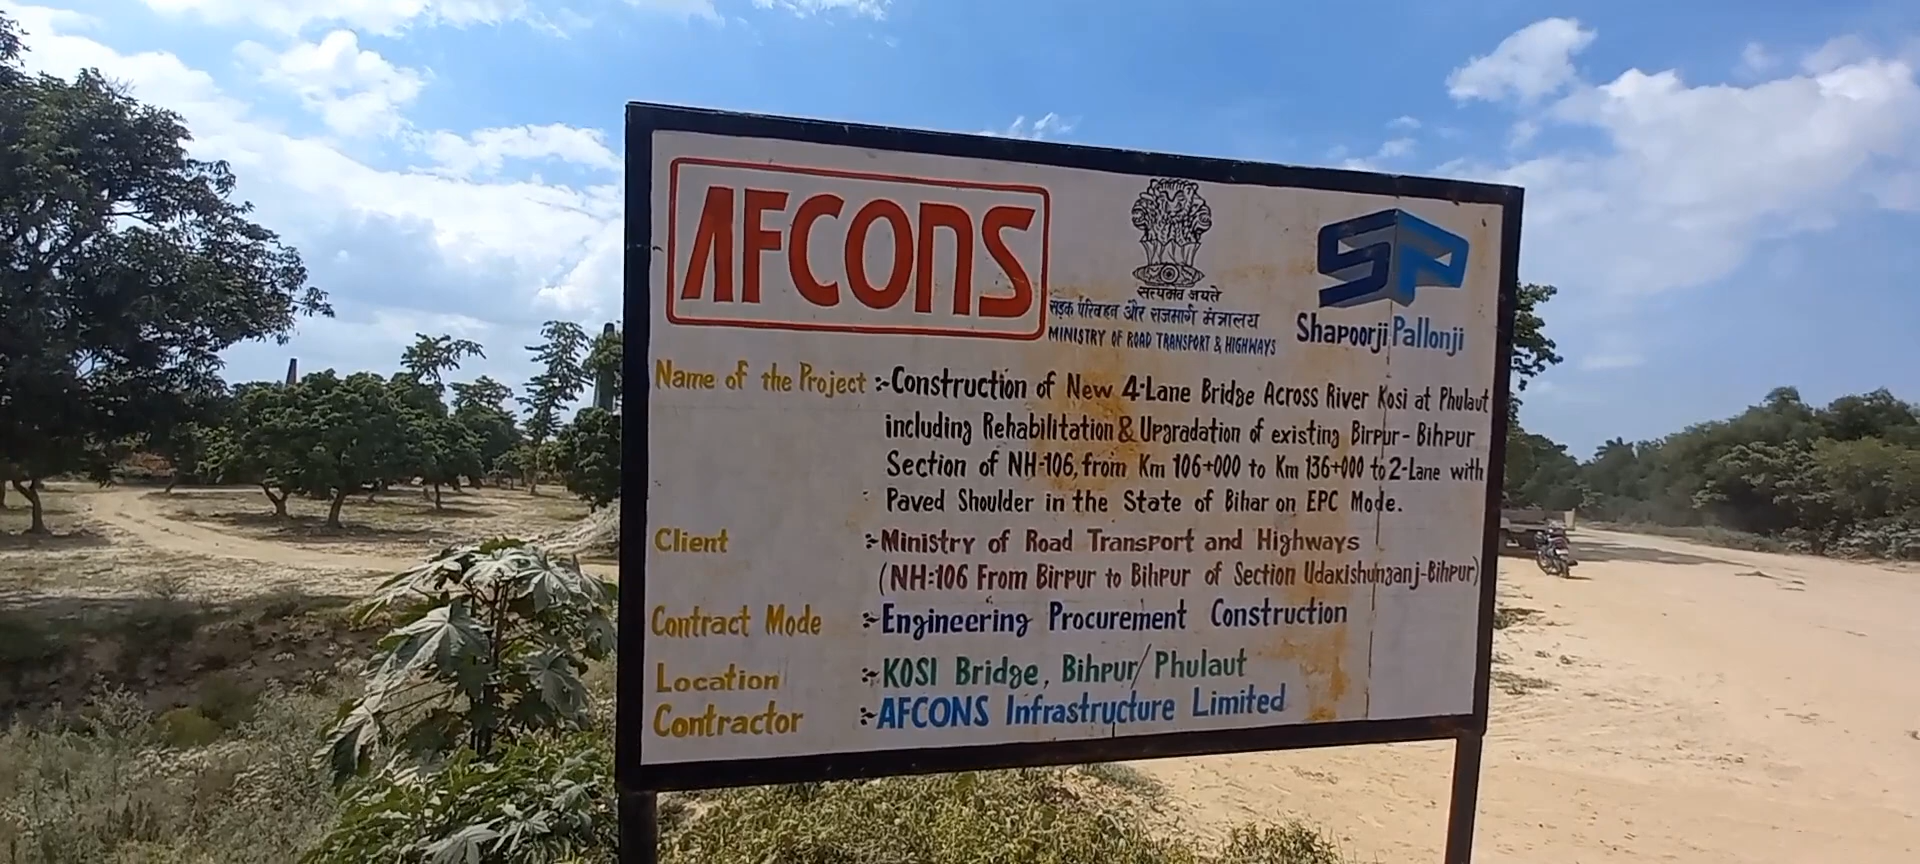 AFCONS
सत्यमेव जयते
सड़क परिवहन और राजमार्ग मंत्रालय
MINISTRY OF ROAD TRANSPORT & HIGHWAYS
SP
Shapoorji Pallonji
Name of the Project :- Construction of New 4-Lane Bridge Across River Kosi at Phulaut
including Rehabilitation & Upgradation of existing Birpur - Bihpur
Section of NH-106, from Km 106+000 to Km 136+000 to 2-Lane with
Paved Shoulder in the State of Bihar on EPC Mode.
Client :- Ministry of Road Transport and Highways
(NH:106 From Birpur to Bihpur of Section Udakishunganj-Bihpur)
Contract Mode :- Engineering Procurement Construction
Location :- KOSI Bridge, Bihpur/Phulaut
Contractor :- AFCONS Infrastructure Limited